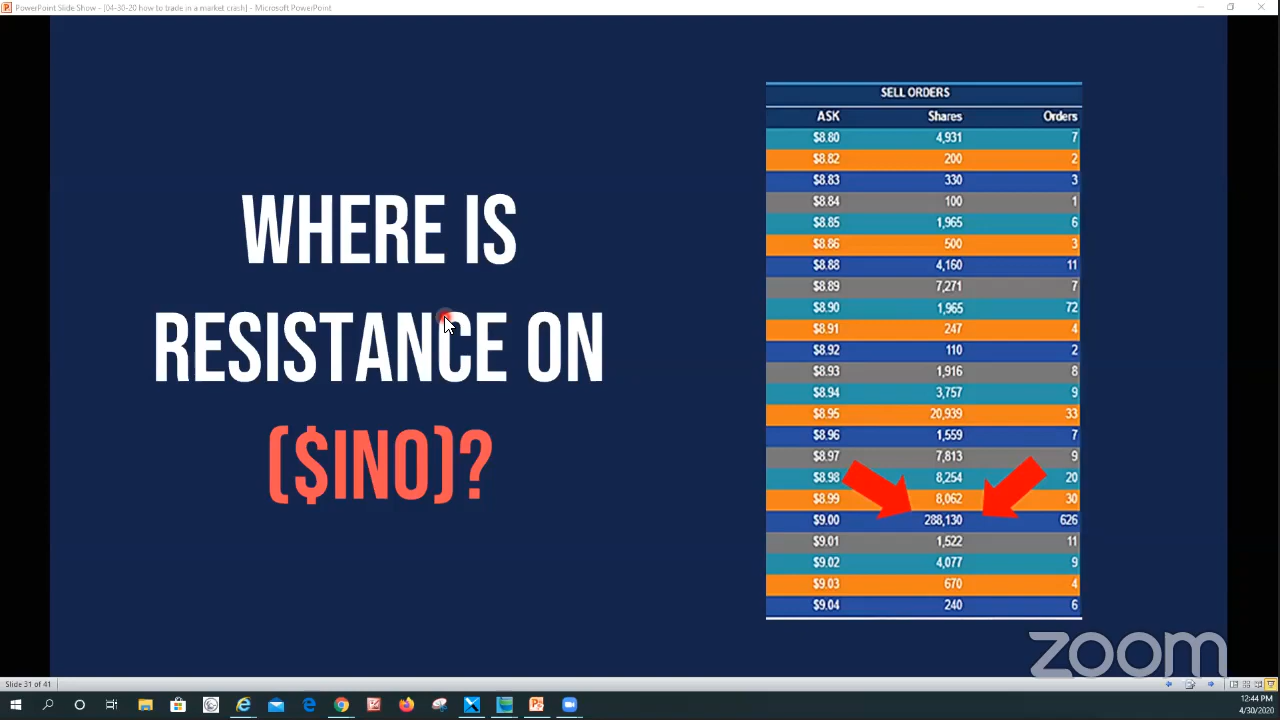 PowerPoint Slide Show - [04-30-20 how to trade in a market crash] - Microsoft PowerPoint
WHERE IS
RESISTANCE ON
($INO)?
SELL ORDERS
ASK Shares Orders
$8.80 4,931 7
$8.82 200 2
$8.83 330 3
$8.84 100 1
$8.85 1,965 6
$8.86 500 3
$8.88 4,160 11
$8.89 7,271 7
$8.90 1,965 72
$8.91 247 4
$8.92 110 2
$8.93 1,916 8
$8.94 3,757 9
$8.95 20,939 33
$8.96 1,559 7
$8.97 7,813 9
$8.98 8,254 20
$8.99 8,062 30
$9.00 288,130 626
$9.01 1,522 11
$9.02 4,077 9
$9.03 670 4
$9.04 240 6
zoom
Slide 31 of 41
12:44 PM
4/30/2020